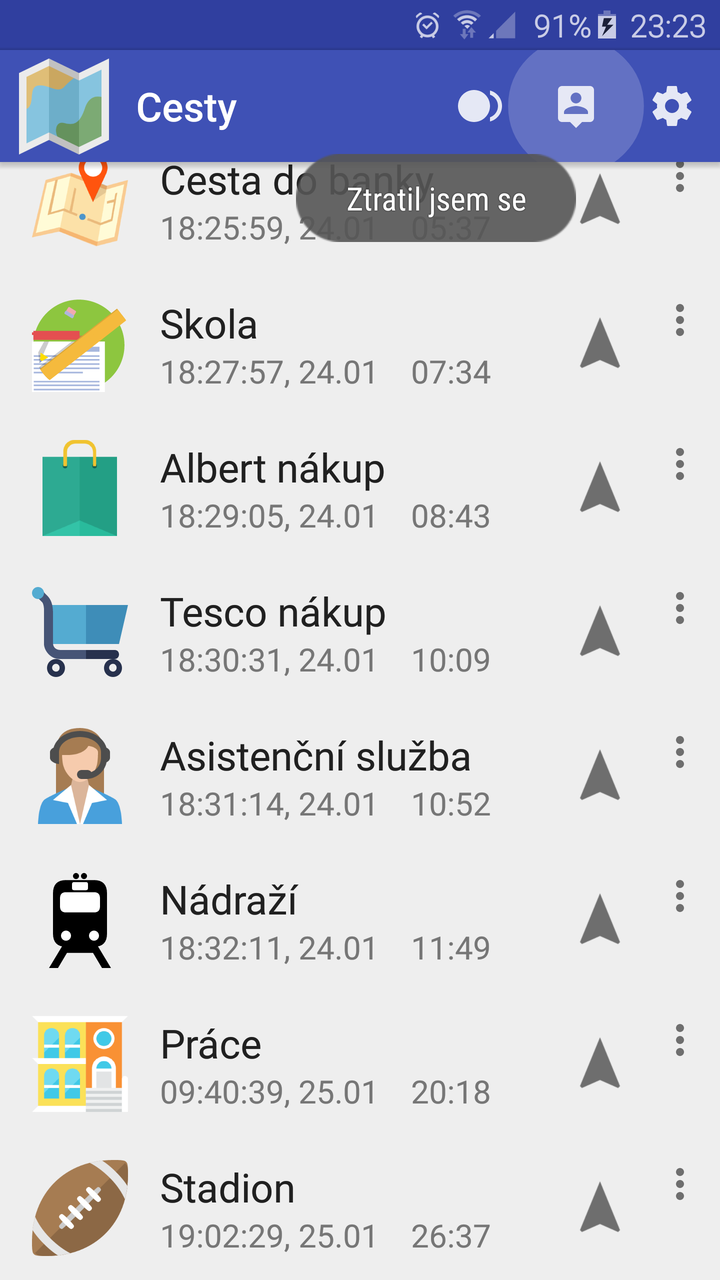 91% 23:23
Cesty
Cesta do banky
Ztratil jsem se
18:25:59, 24.01 05:37
Skola
18:27:57, 24.01 07:34
Albert nákup
18:29:05, 24.01 08:43
Tesco nákup
18:30:31, 24.01 10:09
Asistenční služba
18:31:14, 24.01 10:52
Nádraží
18:32:11, 24.01 11:49
Práce
09:40:39, 25.01 20:18
Stadion
19:02:29, 25.01 26:37